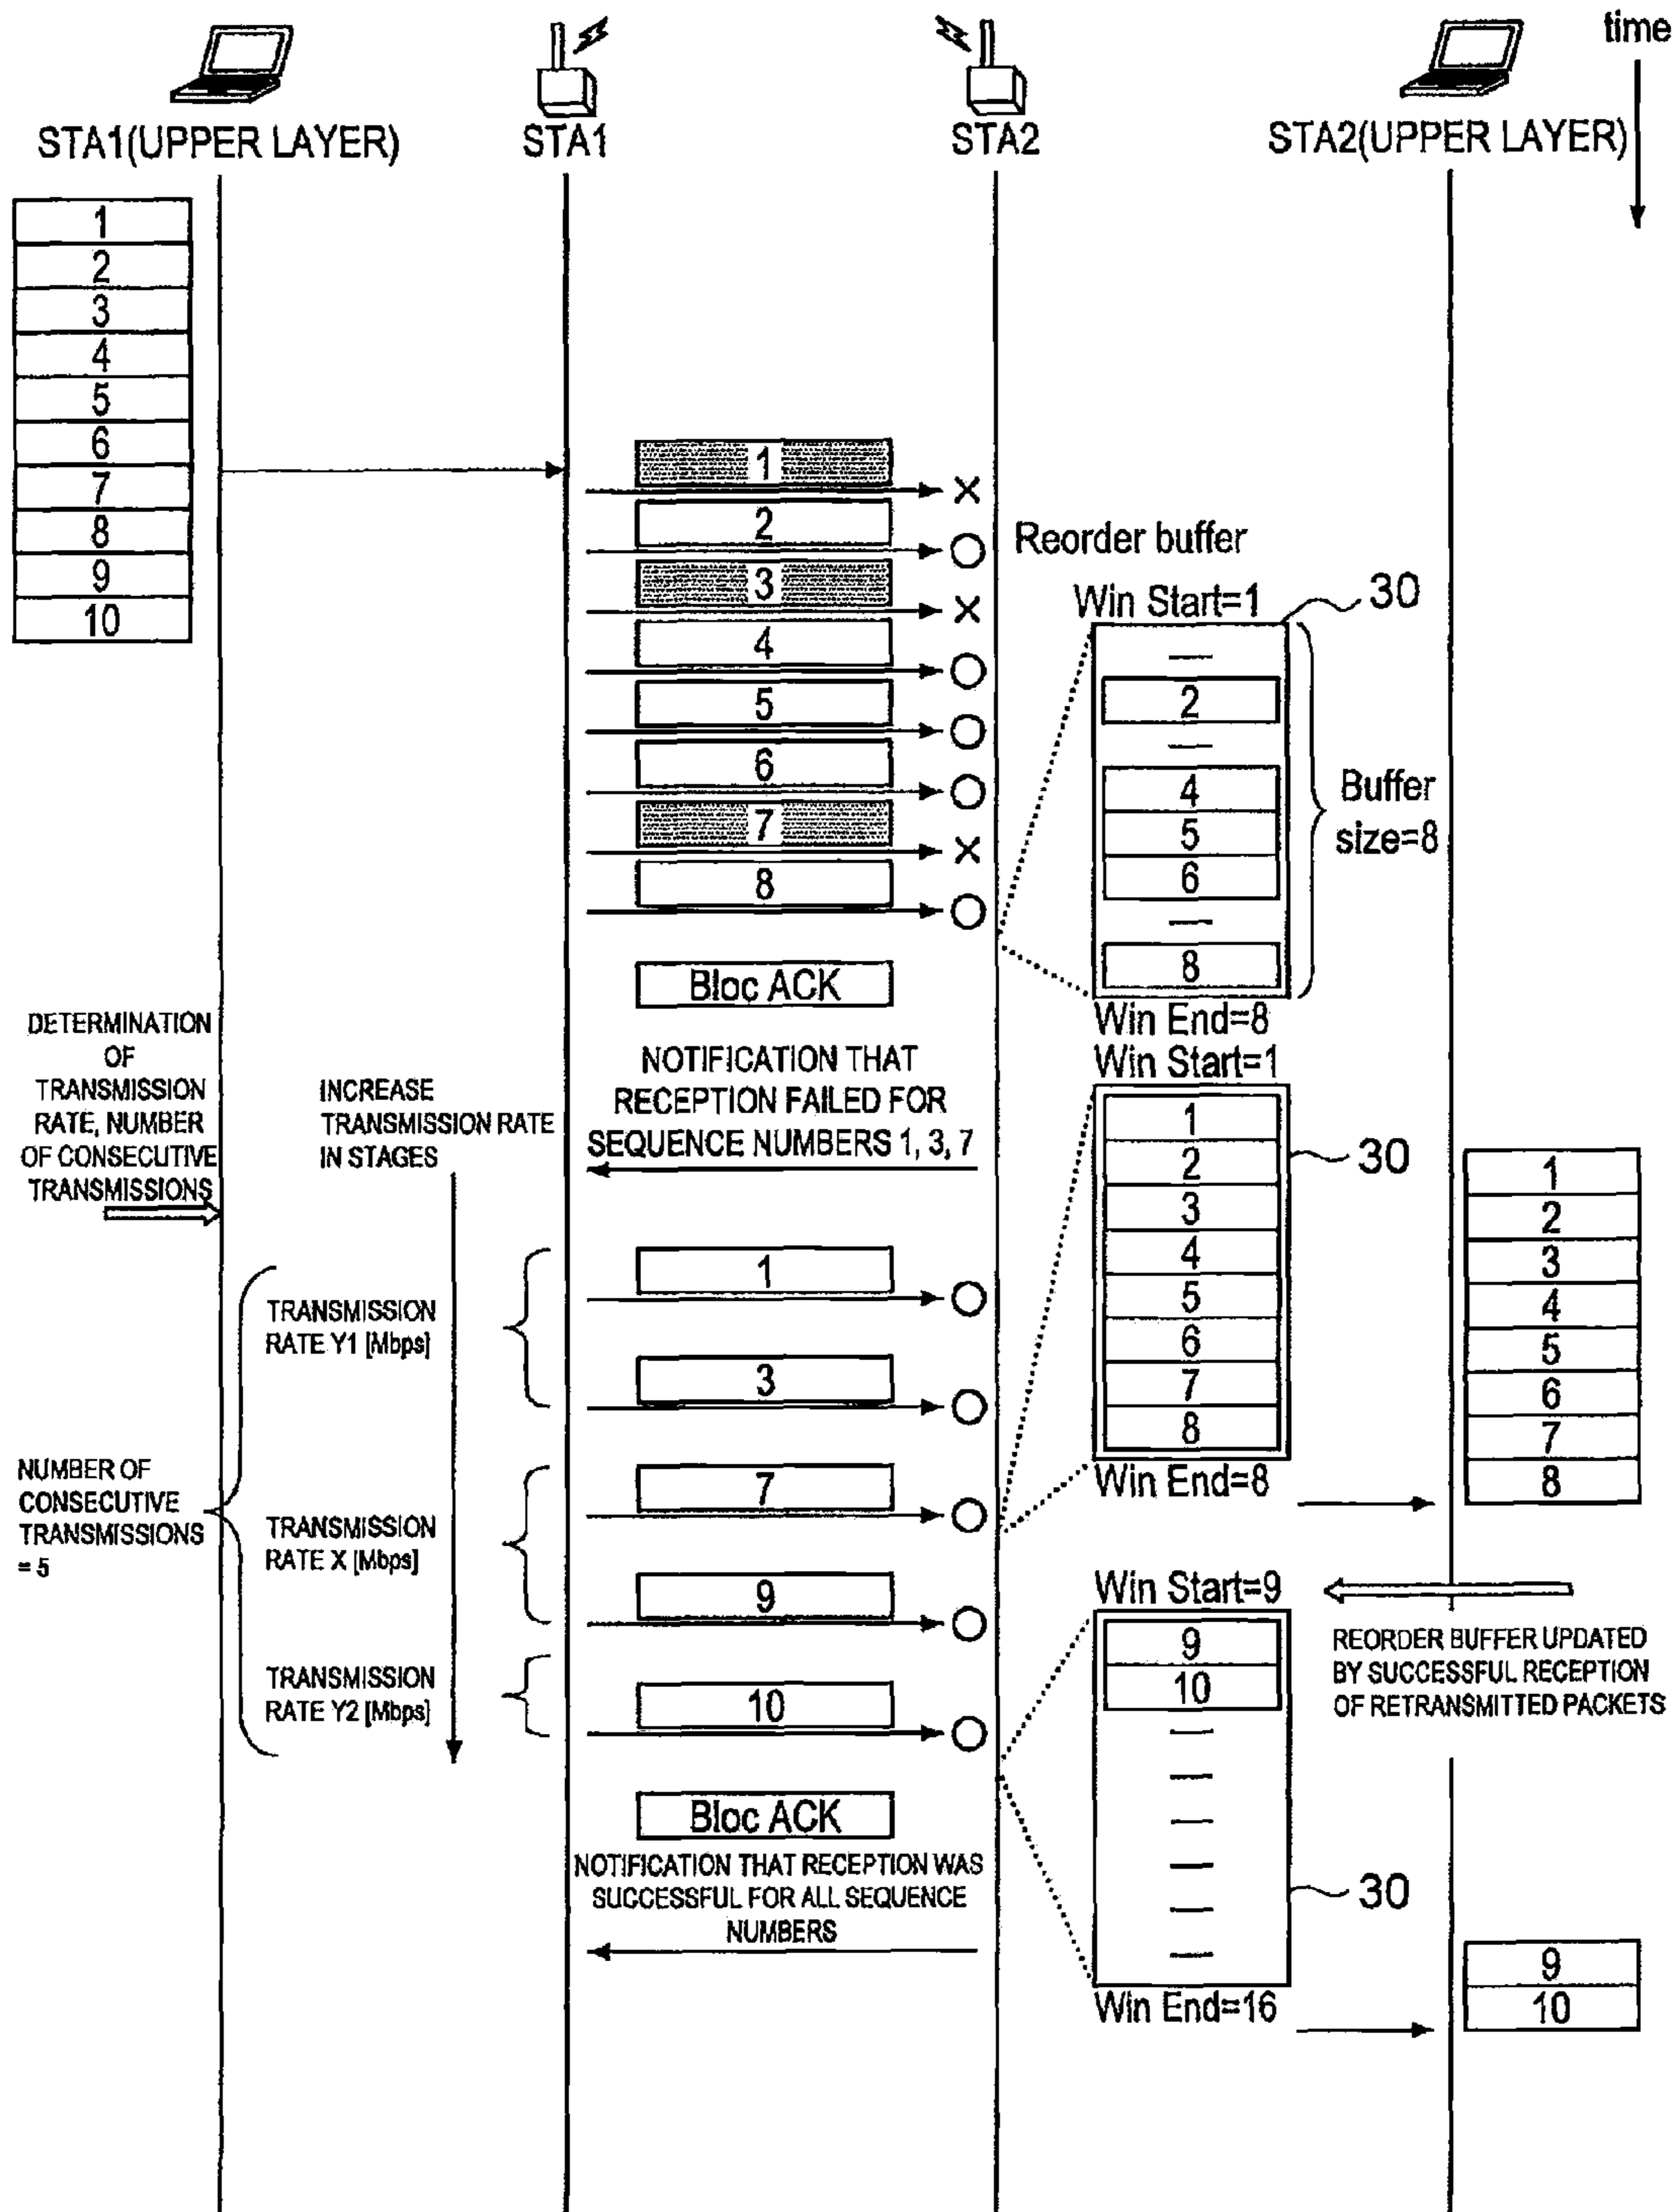 time
STA1(UPPER LAYER)
STA1
STA2
STA2(UPPER LAYER)
1
2
3
4
5
6
7
8
9
10
1
×
2
Reorder buffer
3
×
4
5
6
7
×
8
Win Start=1
30
—
2
—
4
5
6
—
8
Buffer
size=8
Win End=8
Bloc ACK
NOTIFICATION THAT
RECEPTION FAILED FOR
SEQUENCE NUMBERS 1, 3, 7
DETERMINATION
OF
TRANSMISSION
RATE, NUMBER
OF CONSECUTIVE
TRANSMISSIONS
INCREASE
TRANSMISSION RATE
IN STAGES
Win Start=1
1
2
3
4
5
6
7
8
30
Win End=8
1
2
3
4
5
6
7
8
NUMBER OF
CONSECUTIVE
TRANSMISSIONS
= 5
TRANSMISSION
RATE Y1 [Mbps]
1
3
TRANSMISSION
RATE X [Mbps]
7
9
TRANSMISSION
RATE Y2 [Mbps]
10
Win Start=9
9
10
—
—
—
—
—
—
30
Win End=16
REORDER BUFFER UPDATED
BY SUCCESSFUL RECEPTION
OF RETRANSMITTED PACKETS
Bloc ACK
NOTIFICATION THAT RECEPTION WAS
SUCCESSFUL FOR ALL SEQUENCE
NUMBERS
9
10